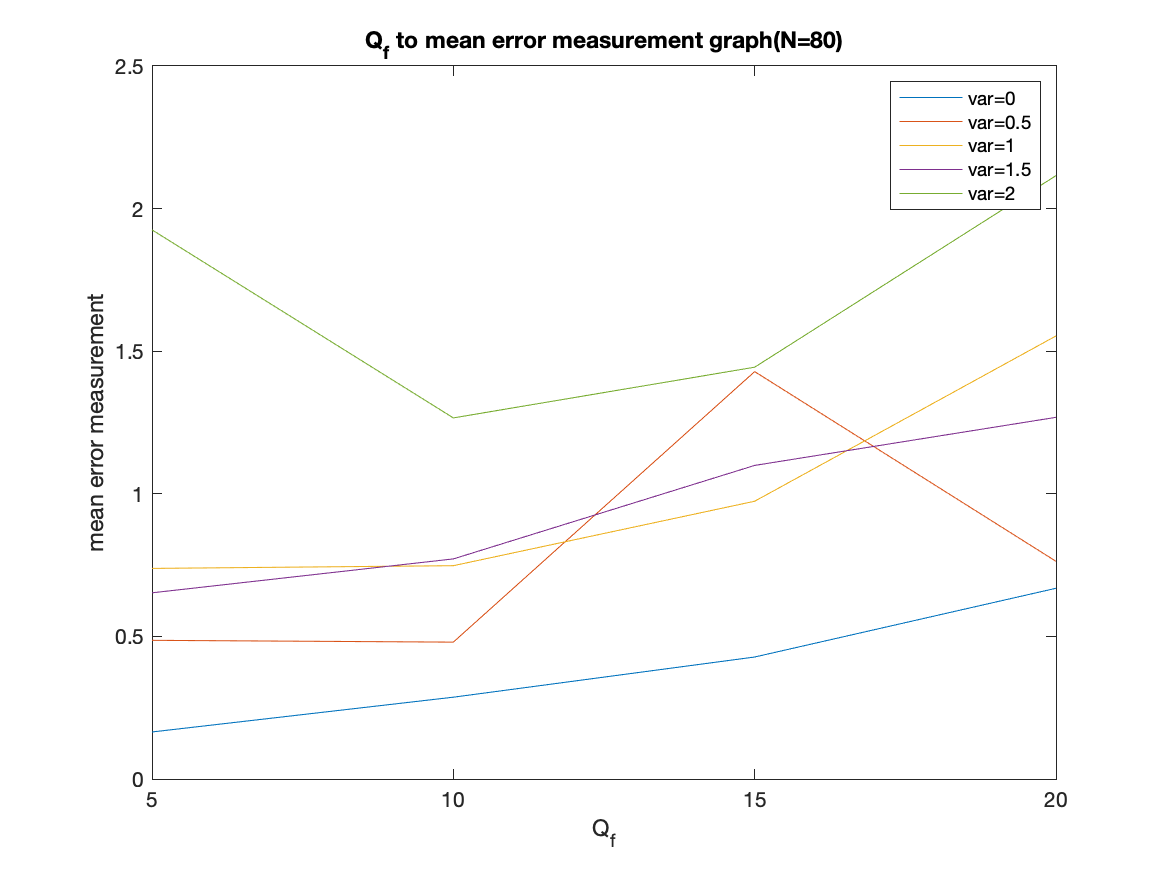 Q_f to mean error measurement graph(N=80)
2.5
2
1.5
1
0.5
0
mean error measurement
var=0
var=0.5
var=1
var=1.5
var=2
5 10 15 20
Q_f